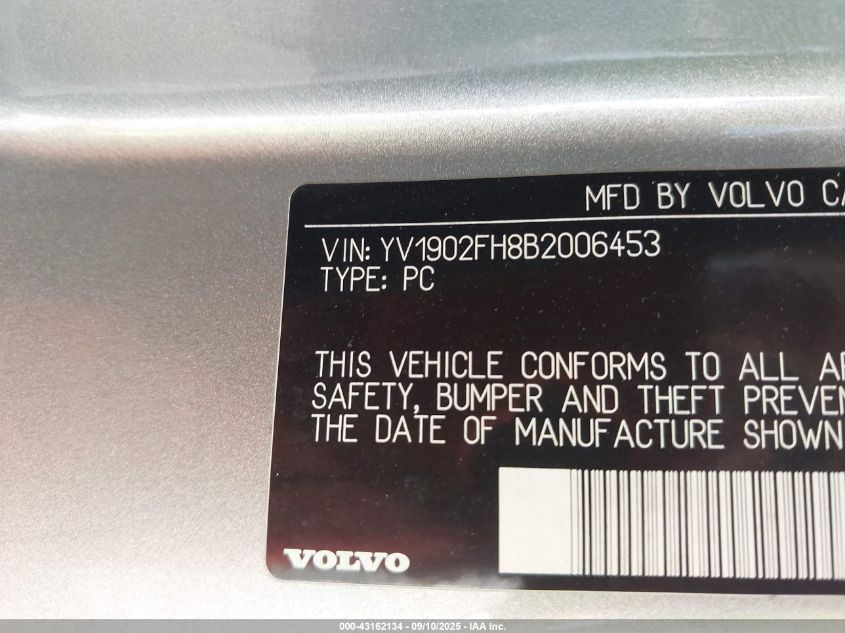 MFD BY VOLVO
VIN: YV1902FH8B2006453
TYPE: PC
THIS VEHICLE CONFORMS TO ALL
SAFETY, BUMPER AND THEFT
THE DATE OF MANUFACTURE SHOWN
VOLVO
000-43162134 - 09/10/2025 - IAA Inc.